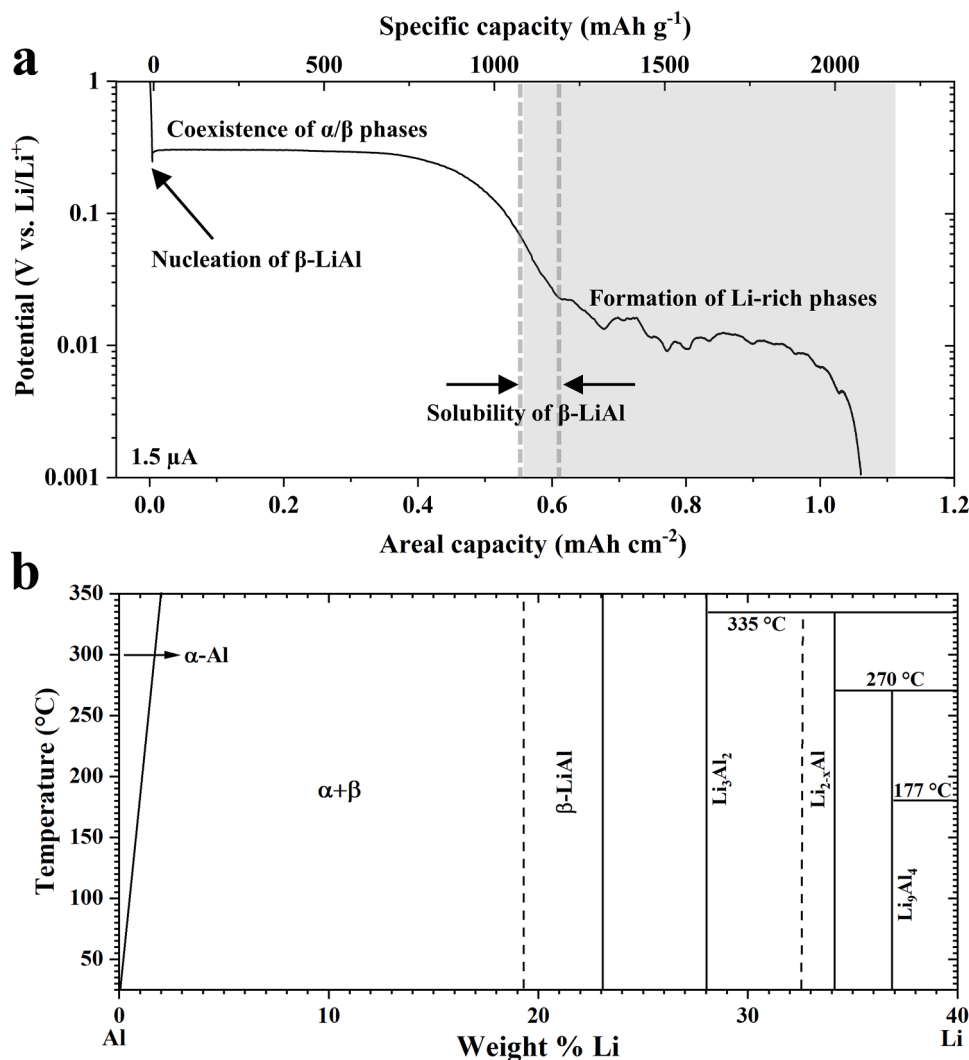 Specific capacity (mAh g⁻¹)
a
0 500 1000 1500 2000
1
0.1
0.01
0.001
Potential (V vs. Li/Li⁺)
Coexistence of α/β phases
Nucleation of β-LiAl
Formation of Li-rich phases
Solubility of β-LiAl
1.5 μA
0.0 0.2 0.4 0.6 0.8 1.0 1.2
Areal capacity (mAh cm⁻²)
b
350
300
250
200
150
100
50
Temperature (°C)
α-Al
α+β
β-LiAl
Li₃Al₂
335 °C
Li₂₋ₓAl
270 °C
177 °C
Li₉Al₄
0 10 20 30 40
Al Weight % Li Li